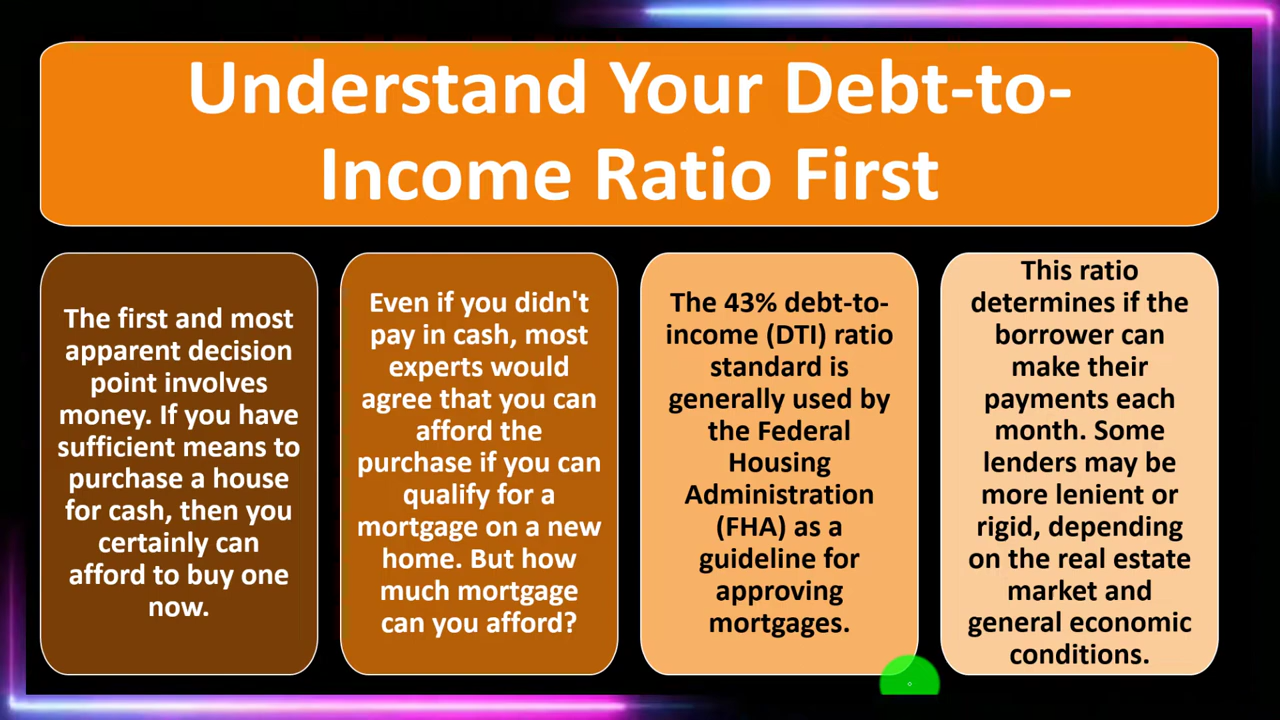 Understand Your Debt-to-
Income Ratio First
The first and most
apparent decision
point involves
money. If you have
sufficient means to
purchase a house
for cash, then you
certainly can
afford to buy one
now.
Even if you didn't
pay in cash, most
experts would
agree that you can
afford the
purchase if you can
qualify for a
mortgage on a new
home. But how
much mortgage
can you afford?
The 43% debt-to-
income (DTI) ratio
standard is
generally used by
the Federal
Housing
Administration
(FHA) as a
guideline for
approving
mortgages.
This ratio
determines if the
borrower can
make their
payments each
month. Some
lenders may be
more lenient or
rigid, depending
on the real estate
market and
general economic
conditions.